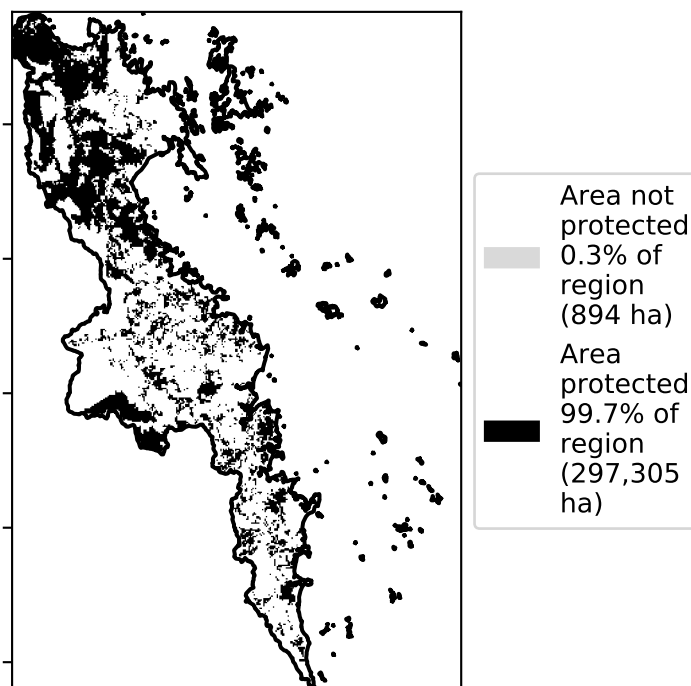 Area not
protected
0.3% of
region
(894 ha)
Area
protected
99.7% of
region
(297,305
ha)